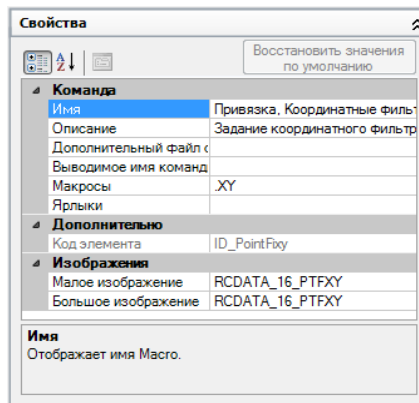 Свойства
Восстановить значения
по умолчанию
Команда
Имя Привязка, Координатные филь
Описание Задание координатного фильтр
Дополнительный файл
Выводимое имя команд
Макросы .XY
Ярлыки
Дополнительно
Код элемента ID_PointFixy
Изображения
Малое изображение RCDATA_16_PTFXY
Большое изображение RCDATA_16_PTFXY
Имя
Отображает имя Macro.